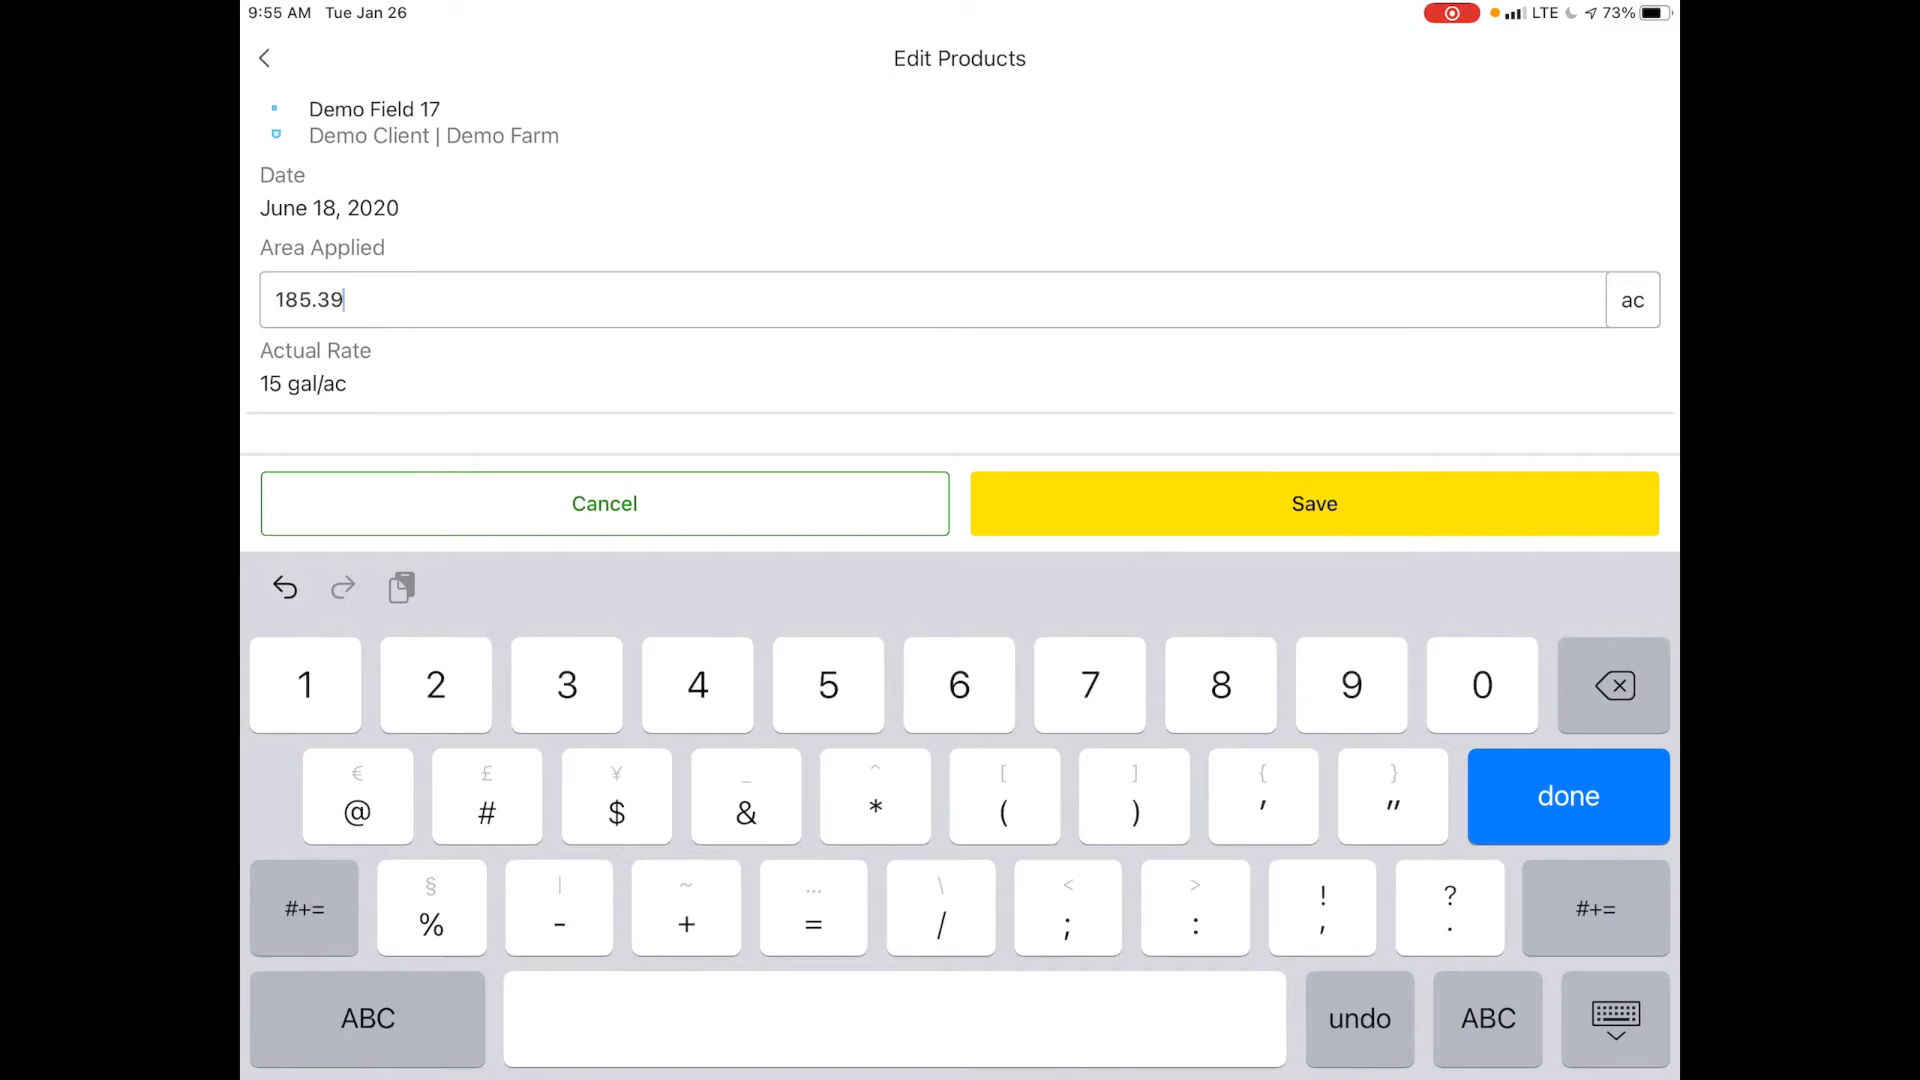 9:55 AM Tue Jan 26
LTE 73%
Edit Products
Demo Field 17
Demo Client | Demo Farm
Date
June 18, 2020
Area Applied
185.39 ac
Actual Rate
15 gal/ac
Cancel Save
1 2 3 4 5 6 7 8 9 0
€ £ ¥ _ ^ [ ] { }
@ # $ & * ( ) ' " done
§ | ~ … \ < > ! ?
#+= % - + = / ; : , . #+=
ABC undo ABC